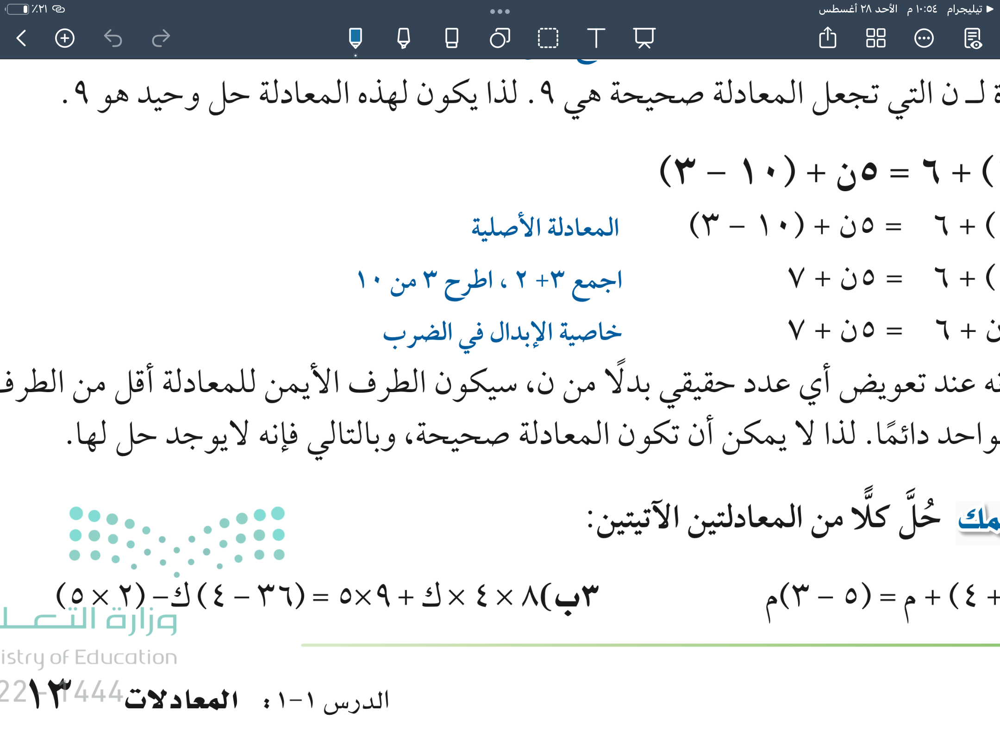 ◀ تيليجرام ١٠:٥٤ م الأحد ٢٨ أغسطس ٢١٪
ة لـ ن التي تجعل المعادلة صحيحة هي ٩. لذا يكون لهذه المعادلة حل وحيد هو ٩.
) + ٦ = ٥ن + (١٠ – ٣)
) + ٦ = ٥ن + (١٠ – ٣) المعادلة الأصلية
) + ٦ = ٥ن + ٧ اجمع ٣+ ٢ ، اطرح ٣ من ١٠
ن + ٦ = ٥ن + ٧ خاصية الإبدال في الضرب
نه عند تعويض أي عدد حقيقي بدلًا من ن، سيكون الطرف الأيمن للمعادلة أقل من الطرف
واحد دائمًا. لذا لا يمكن أن تكون المعادلة صحيحة، وبالتالي فإنه لايوجد حل لها.
مك حُلَّ كلًّا من المعادلتين الآتيتين:
+ ٤) + م = (٥ – ٣)م ٣ب) ٨ × ٤ × ك + ٩×٥ = (٣٦ – ٤)ك – (٢ × ٥)
وزارة التعلـ
istry of Education
22 - 1444
الدرس ١-١ : المعادلات ١٣